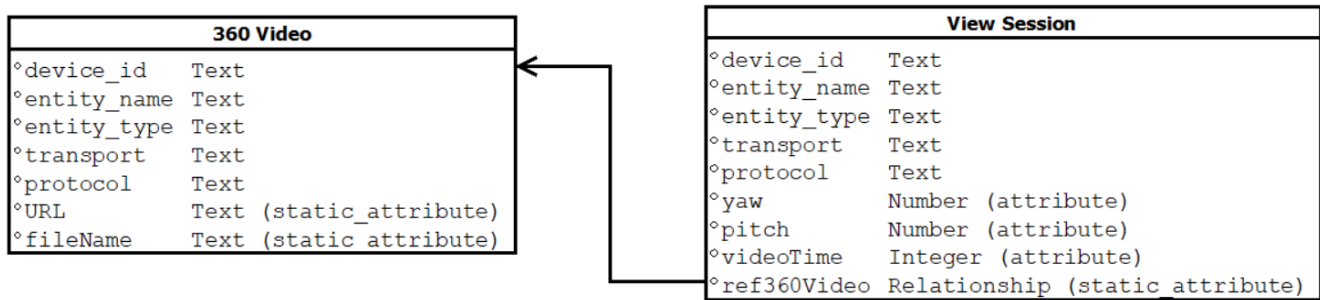 360 Video
°device_id Text
°entity_name Text
°entity_type Text
°transport Text
°protocol Text
°URL Text (static_attribute)
°fileName Text (static attribute)
View Session
°device_id Text
°entity_name Text
°entity_type Text
°transport Text
°protocol Text
°yaw Number (attribute)
°pitch Number (attribute)
°videoTime Integer (attribute)
°ref360Video Relationship (static_attribute)